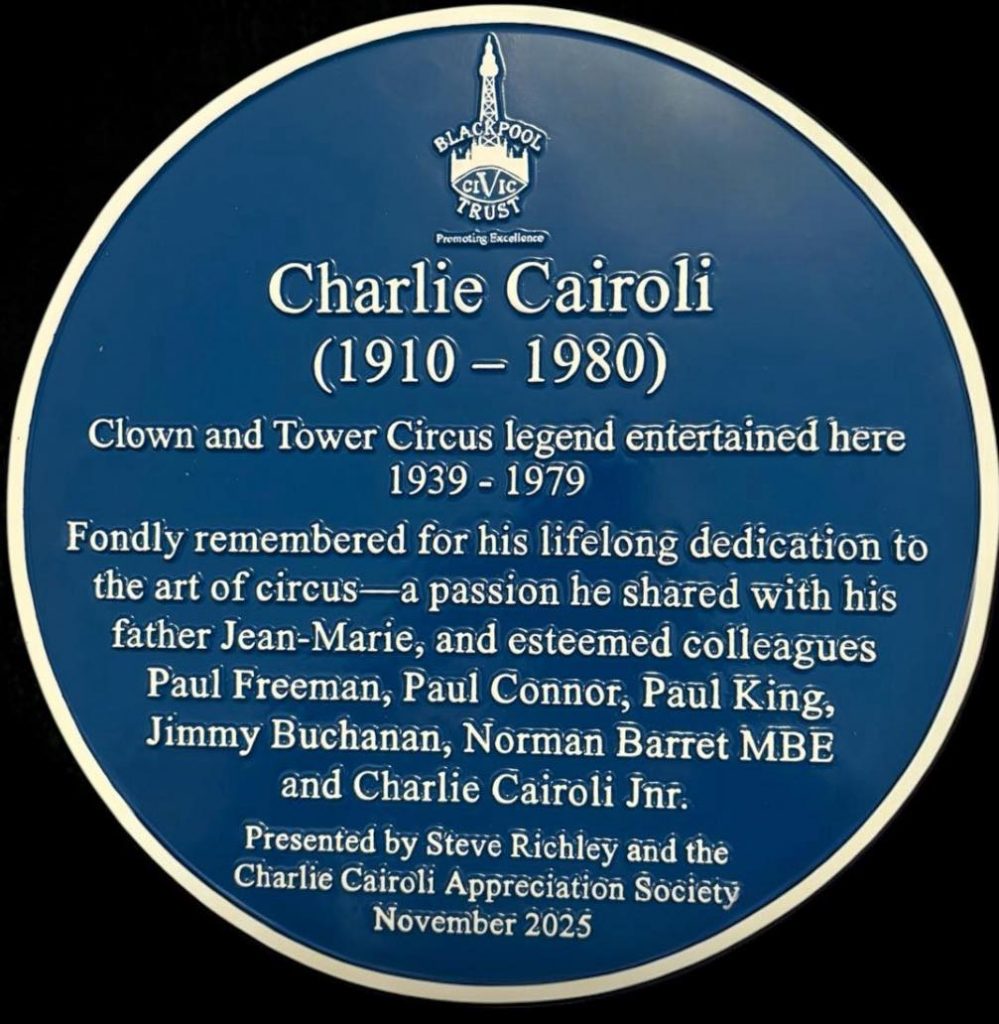 BLACKPOOL
CIVIC
TRUST
Promoting Excellence
Charlie Cairoli
(1910 – 1980)
Clown and Tower Circus legend entertained here
1939 - 1979
Fondly remembered for his lifelong dedication to
the art of circus—a passion he shared with his
father Jean-Marie, and esteemed colleagues
Paul Freeman, Paul Connor, Paul King,
Jimmy Buchanan, Norman Barret MBE
and Charlie Cairoli Jnr.
Presented by Steve Richley and the
Charlie Cairoli Appreciation Society
November 2025